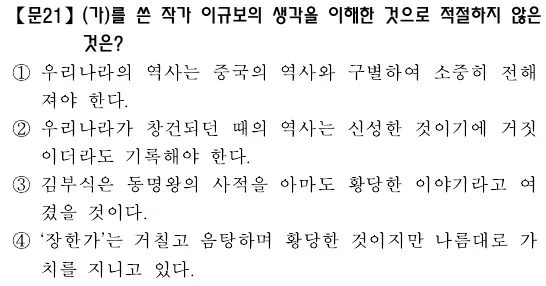 【문21】 (가)를 쓴 작가 이규보의 생각을 이해한 것으로 적절하지 않은
것은?
① 우리나라의 역사는 중국의 역사와 구별하여 소중히 전해
져야 한다.
② 우리나라가 창건되던 때의 역사는 신성한 것이기에 거짓
이더라도 기록해야 한다.
③ 김부식은 동명왕의 사적을 아마도 황당한 이야기라고 여
겼을 것이다.
④ ‘장한가’는 거칠고 음탕하며 황당한 것이지만 나름대로 가
치를 지니고 있다.